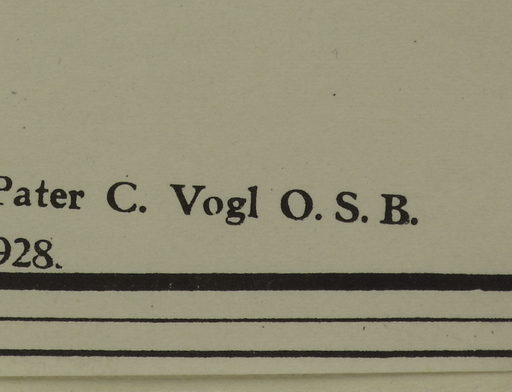 Pater C. Vogl O. S. B.
928.